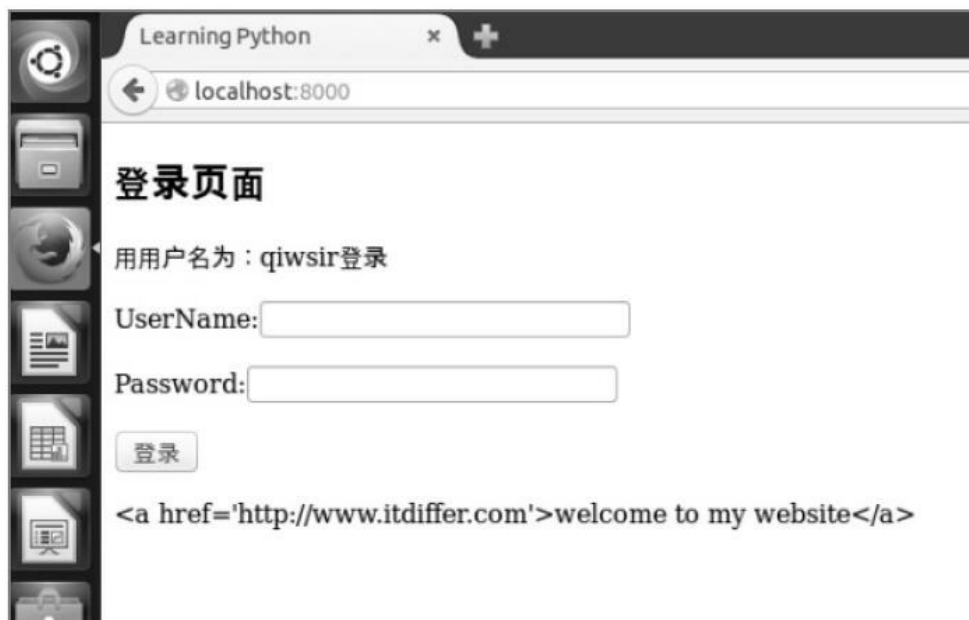 Learning Python
localhost:8000
登录页面
用用户名为：qiwsir登录
UserName:
Password:
登录
<a href='http://www.itdiffer.com'>welcome to my website</a>